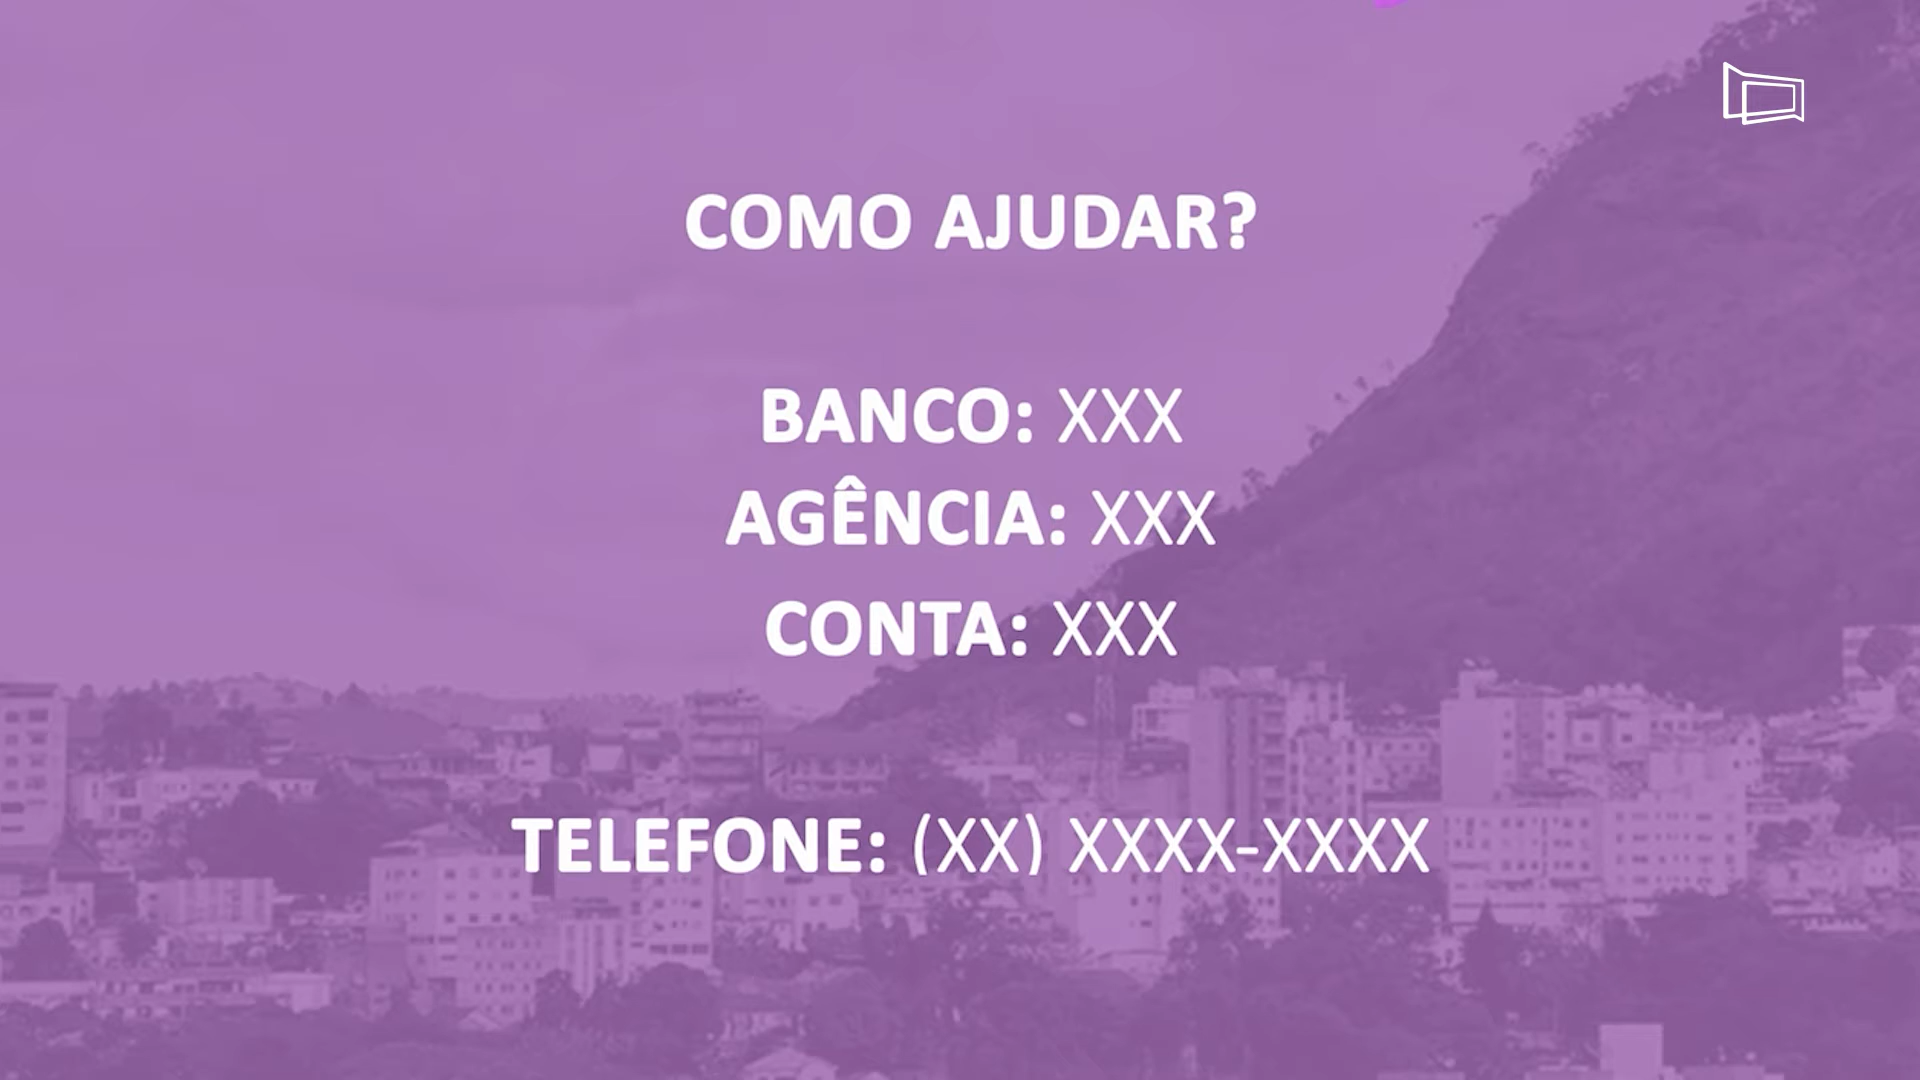 COMO AJUDAR?
BANCO: XXX
AGÊNCIA: XXX
CONTA: XXX
TELEFONE: (XX) XXXX-XXXX